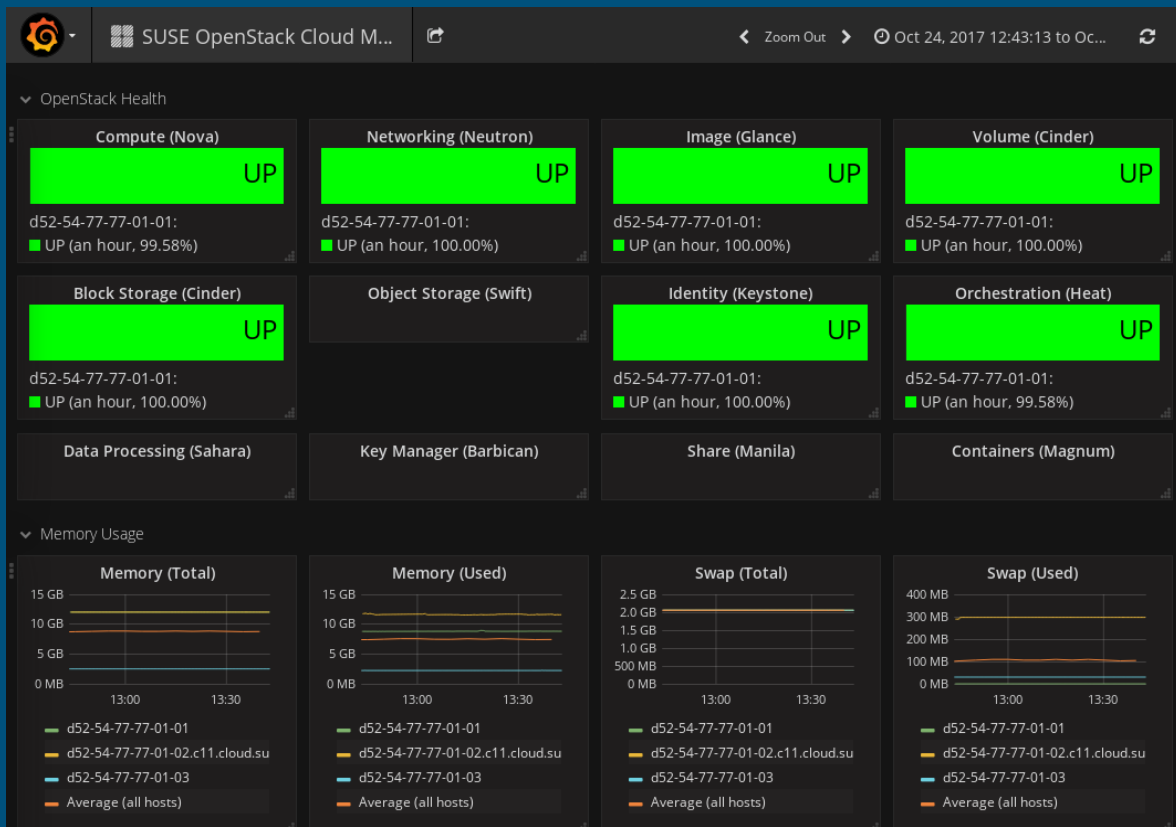 SUSE OpenStack Cloud M...
Zoom Out
Oct 24, 2017 12:43:13 to Oc...
OpenStack Health
Compute (Nova)
UP
d52-54-77-77-01-01:
UP (an hour, 99.58%)
Networking (Neutron)
UP
d52-54-77-77-01-01:
UP (an hour, 100.00%)
Image (Glance)
UP
d52-54-77-77-01-01:
UP (an hour, 100.00%)
Volume (Cinder)
UP
d52-54-77-77-01-01:
UP (an hour, 100.00%)
Block Storage (Cinder)
UP
d52-54-77-77-01-01:
UP (an hour, 100.00%)
Object Storage (Swift)
Identity (Keystone)
UP
d52-54-77-77-01-01:
UP (an hour, 100.00%)
Orchestration (Heat)
UP
d52-54-77-77-01-01:
UP (an hour, 99.58%)
Data Processing (Sahara)
Key Manager (Barbican)
Share (Manila)
Containers (Magnum)
Memory Usage
Memory (Total)
15 GB
10 GB
5 GB
0 MB
13:00
13:30
d52-54-77-77-01-01
d52-54-77-77-01-02.c11.cloud.su
d52-54-77-77-01-03
Average (all hosts)
Memory (Used)
15 GB
10 GB
5 GB
0 MB
13:00
13:30
d52-54-77-77-01-01
d52-54-77-77-01-02.c11.cloud.su
d52-54-77-77-01-03
Average (all hosts)
Swap (Total)
2.5 GB
2.0 GB
1.5 GB
1.0 GB
500 MB
0 MB
13:00
13:30
d52-54-77-77-01-01
d52-54-77-77-01-02.c11.cloud.su
d52-54-77-77-01-03
Average (all hosts)
Swap (Used)
400 MB
300 MB
200 MB
100 MB
0 MB
13:00
13:30
d52-54-77-77-01-01
d52-54-77-77-01-02.c11.cloud.su
d52-54-77-77-01-03
Average (all hosts)